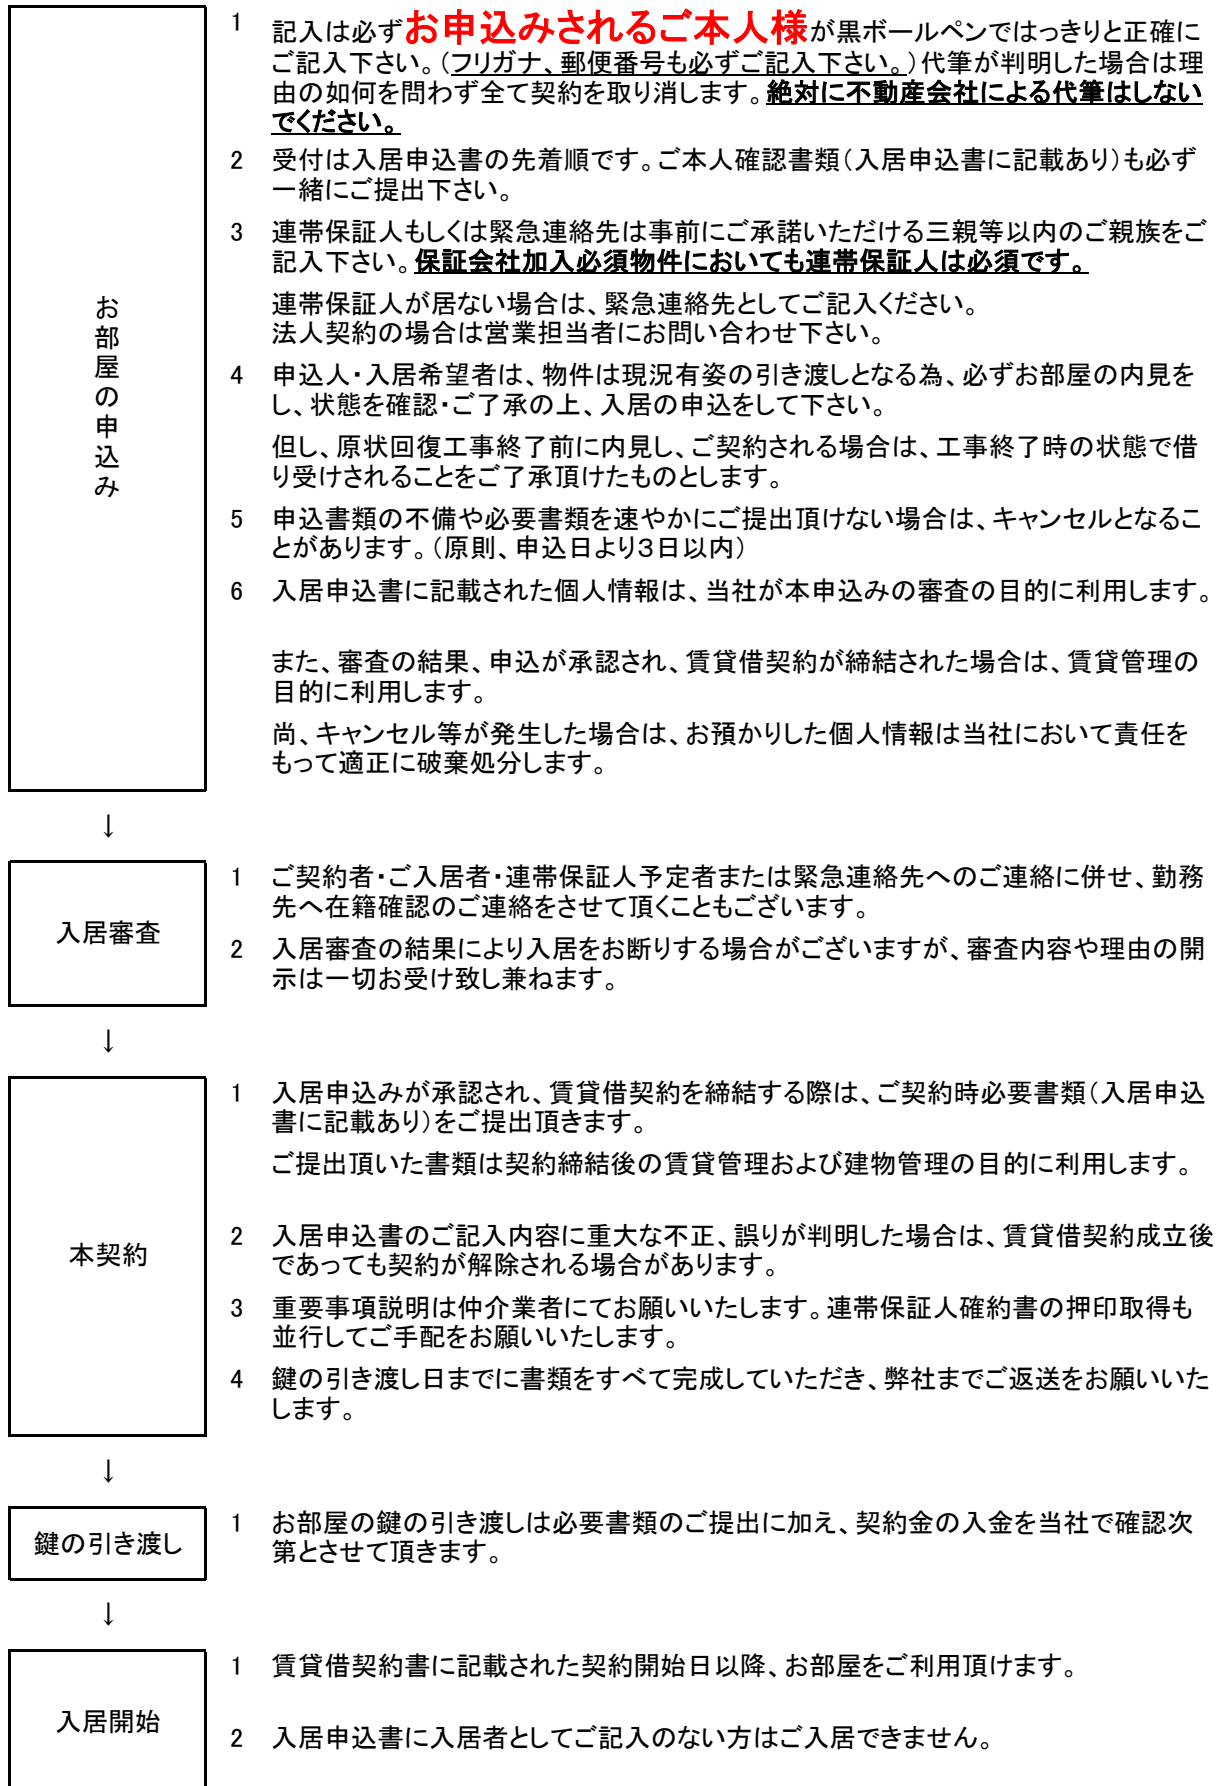 お部屋の申込み
1 記入は必ずお申込みされるご本人様が黒ボールペンではっきりと正確に
ご記入下さい。(フリガナ、郵便番号も必ずご記入下さい。)代筆が判明した場合は理
由の如何を問わず全て契約を取り消します。絶対に不動産会社による代筆はしない
でください。
2 受付は入居申込書の先着順です。ご本人確認書類(入居申込書に記載あり)も必ず
一緒にご提出下さい。
3 連帯保証人もしくは緊急連絡先は事前にご承諾いただける三親等以内のご親族をご
記入下さい。保証会社加入必須物件においても連帯保証人は必須です。
連帯保証人が居ない場合は、緊急連絡先としてご記入ください。
法人契約の場合は営業担当者にお問い合わせ下さい。
4 申込人・入居希望者は、物件は現況有姿の引き渡しとなる為、必ずお部屋の内見を
し、状態を確認・ご了承の上、入居の申込をして下さい。
但し、原状回復工事終了前に内見し、ご契約される場合は、工事終了時の状態で借
り受けされることをご了承頂けたものとします。
5 申込書類の不備や必要書類を速やかにご提出頂けない場合は、キャンセルとなるこ
とがあります。(原則、申込日より3日以内)
6 入居申込書に記載された個人情報は、当社が本申込みの審査の目的に利用します。
また、審査の結果、申込が承認され、賃貸借契約が締結された場合は、賃貸管理の
目的に利用します。
尚、キャンセル等が発生した場合は、お預かりした個人情報は当社において責任を
もって適正に破棄処分します。
↓
入居審査
1 ご契約者・ご入居者・連帯保証人予定者または緊急連絡先へのご連絡に併せ、勤務
先へ在籍確認のご連絡をさせて頂くこともございます。
2 入居審査の結果により入居をお断りする場合がございますが、審査内容や理由の開
示は一切お受け致し兼ねます。
↓
本契約
1 入居申込みが承認され、賃貸借契約を締結する際は、ご契約時必要書類(入居申込
書に記載あり)をご提出頂きます。
ご提出頂いた書類は契約締結後の賃貸管理および建物管理の目的に利用します。
2 入居申込書のご記入内容に重大な不正、誤りが判明した場合は、賃貸借契約成立後
であっても契約が解除される場合があります。
3 重要事項説明は仲介業者にてお願いいたします。連帯保証人確約書の押印取得も
並行してご手配をお願いいたします。
4 鍵の引き渡し日までに書類をすべて完成していただき、弊社までご返送をお願いいた
します。
↓
鍵の引き渡し
1 お部屋の鍵の引き渡しは必要書類のご提出に加え、契約金の入金を当社で確認次
第とさせて頂きます。
↓
入居開始
1 賃貸借契約書に記載された契約開始日以降、お部屋をご利用頂けます。
2 入居申込書に入居者としてご記入のない方はご入居できません。